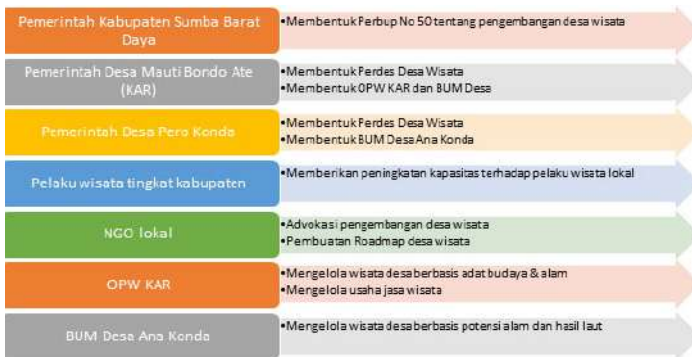 Pemerintah Kabupaten Sumba Barat
Daya
•Membentuk Perbup No 50 tentang pengembangan desa wisata
Pemerintah Desa Mauti Bondo Ate
(KAR)
•Membentuk Perdes Desa Wisata
•Membentuk OPW KAR dan BUM Desa
Pemerintah Desa Pero Konda
•Membentuk Perdes Desa Wisata
•Membentuk BUM Desa Ana Konda
Pelaku wisata tingkat kabupaten
•Memberikan peningkatan kapasitas terhadap pelaku wisata lokal
NGO lokal
•Advokasi pengembangan desa wisata
•Pembuatan Roadmap desa wisata
OPW KAR
•Mengelola wisata desa berbasis adat budaya & alam
•Mengelola usaha jasa wisata
BUM Desa Ana Konda
•Mengelola wisata desa berbasis potensi alam dan hasil laut